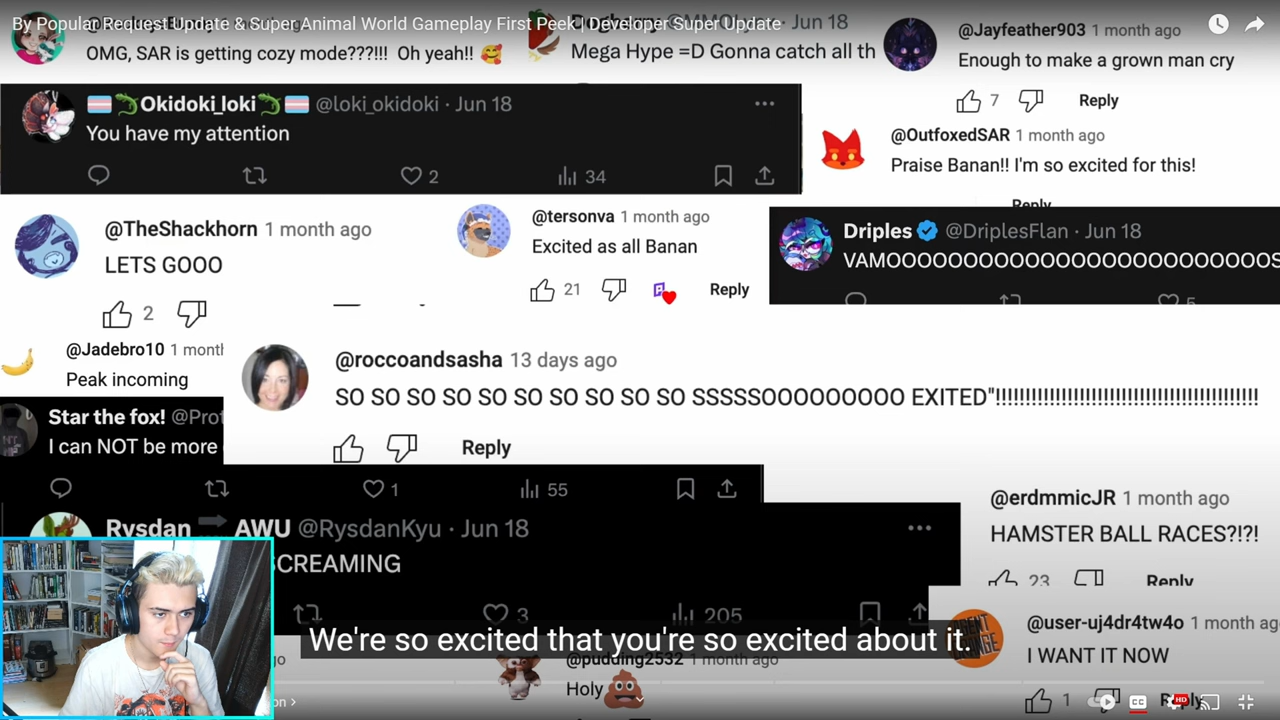 By Popular Request Update & Super Animal World Gameplay First Peek | Developer Super Update
OMG, SAR is getting cozy mode???!!! Oh yeah!! 🥰
Jun 18
Mega Hype =D Gonna catch all th
@Jayfeather903 1 month ago
Enough to make a grown man cry
7 Reply
🐉Okidoki_loki🐉 @loki_okidoki · Jun 18
You have my attention
2 34
@OutfoxedSAR 1 month ago
Praise Banan!! I'm so excited for this!
Reply
@TheShackhorn 1 month ago
LETS GOOO
2
@tersonva 1 month ago
Excited as all Banan
21 Reply
Driples @DriplesFlan · Jun 18
VAMOOOOOOOOOOOOOOOOOOOOOOOOOS
5
@Jadebro10 1 month
Peak incoming
@roccoandsasha 13 days ago
SO SO SO SO SO SO SO SO SO SO SSSSSOOOOOOOOO EXITED"!!!!!!!!!!!!!!!!!!!!!!!!!!!!!!!!!!!!!!!!!!!!
Reply
Star the fox! @Prot
I can NOT be more
1 55
Rysdan AWU @RysdanKyu · Jun 18
SCREAMING
3 205
@erdmmicJR 1 month ago
HAMSTER BALL RACES?!?!
23 Reply
We're so excited that you're so excited about it.
@user-uj4dr4tw4o 1 month ag
I WANT IT NOW
1 Reply
@pudding2532 1 month ago
Holy 💩
CC
HD